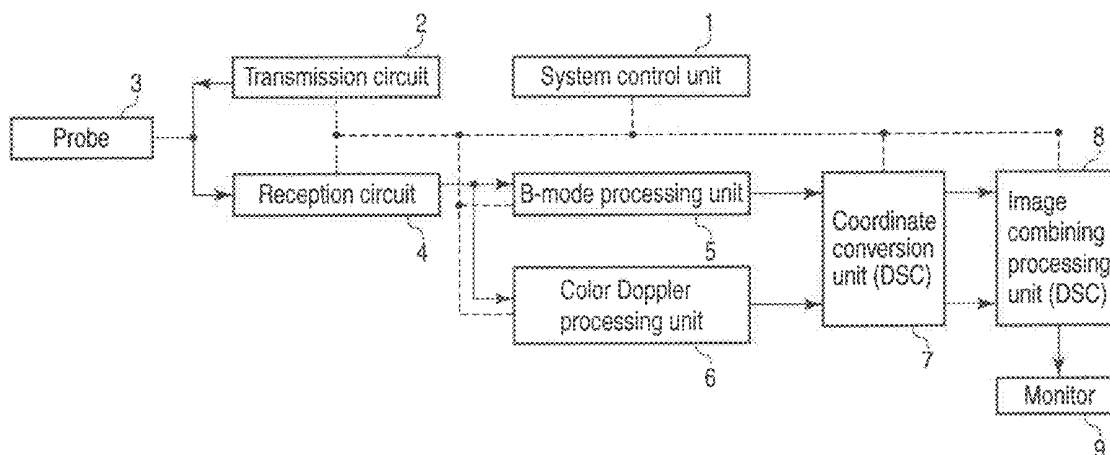 2
1
3
Transmission circuit
System control unit
Probe
8
Reception circuit
B-mode processing unit
4
5
Coordinate
conversion
unit (DSC)
Image
combining
processing
unit (DSC)
Color Doppler
processing unit
6
7
Monitor
9